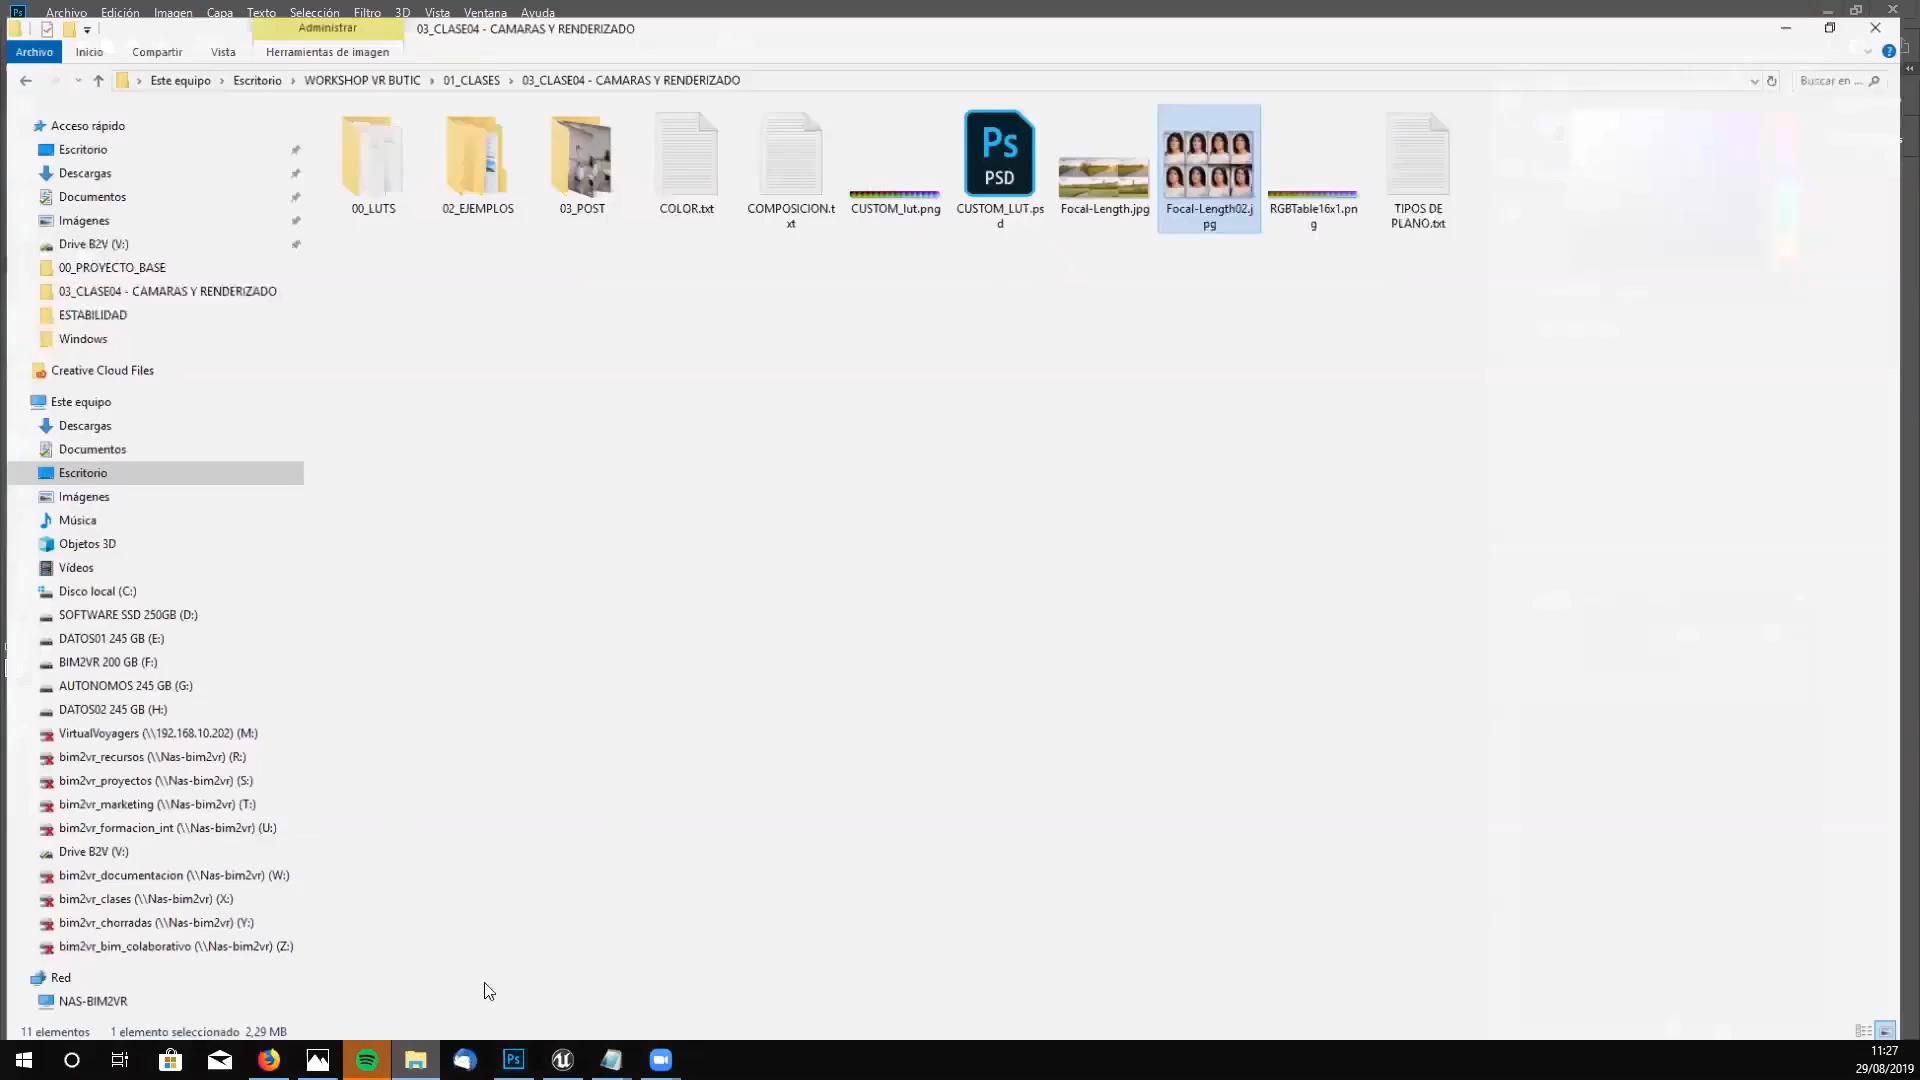 Ps Archivo Edición Imagen Capa Texto Selección Filtro 3D Vista Ventana Ayuda
Administrar 03_CLASE04 - CAMARAS Y RENDERIZADO
Archivo Inicio Compartir Vista Herramientas de imagen
Este equipo › Escritorio › WORKSHOP VR BUTIC › 01_CLASES › 03_CLASE04 - CAMARAS Y RENDERIZADO
Buscar en ...
Acceso rápido
Escritorio
Descargas
Documentos
Imágenes
Drive B2V (V:)
00_PROYECTO_BASE
03_CLASE04 - CAMARAS Y RENDERIZADO
ESTABILIDAD
Windows
Creative Cloud Files
Este equipo
Descargas
Documentos
Escritorio
Imágenes
Música
Objetos 3D
Vídeos
Disco local (C:)
SOFTWARE SSD 250GB (D:)
DATOS01 245 GB (E:)
BIM2VR 200 GB (F:)
AUTONOMOS 245 GB (G:)
DATOS02 245 GB (H:)
VirtualVoyagers (\\192.168.10.202) (M:)
bim2vr_recursos (\\Nas-bim2vr) (R:)
bim2vr_proyectos (\\Nas-bim2vr) (S:)
bim2vr_marketing (\\Nas-bim2vr) (T:)
bim2vr_formacion_int (\\Nas-bim2vr) (U:)
Drive B2V (V:)
bim2vr_documentacion (\\Nas-bim2vr) (W:)
bim2vr_clases (\\Nas-bim2vr) (X:)
bim2vr_chorradas (\\Nas-bim2vr) (Y:)
bim2vr_bim_colaborativo (\\Nas-bim2vr) (Z:)
Red
NAS-BIM2VR
Ps
PSD
00_LUTS
02_EJEMPLOS
03_POST
COLOR.txt
COMPOSICION.t
xt
CUSTOM_lut.png
CUSTOM_LUT.ps
d
Focal-Length.jpg
Focal-Length02.j
pg
RGBTable16x1.pn
g
TIPOS DE
PLANO.txt
11 elementos 1 elemento seleccionado 2,29 MB
Ps
11:27
29/08/2019